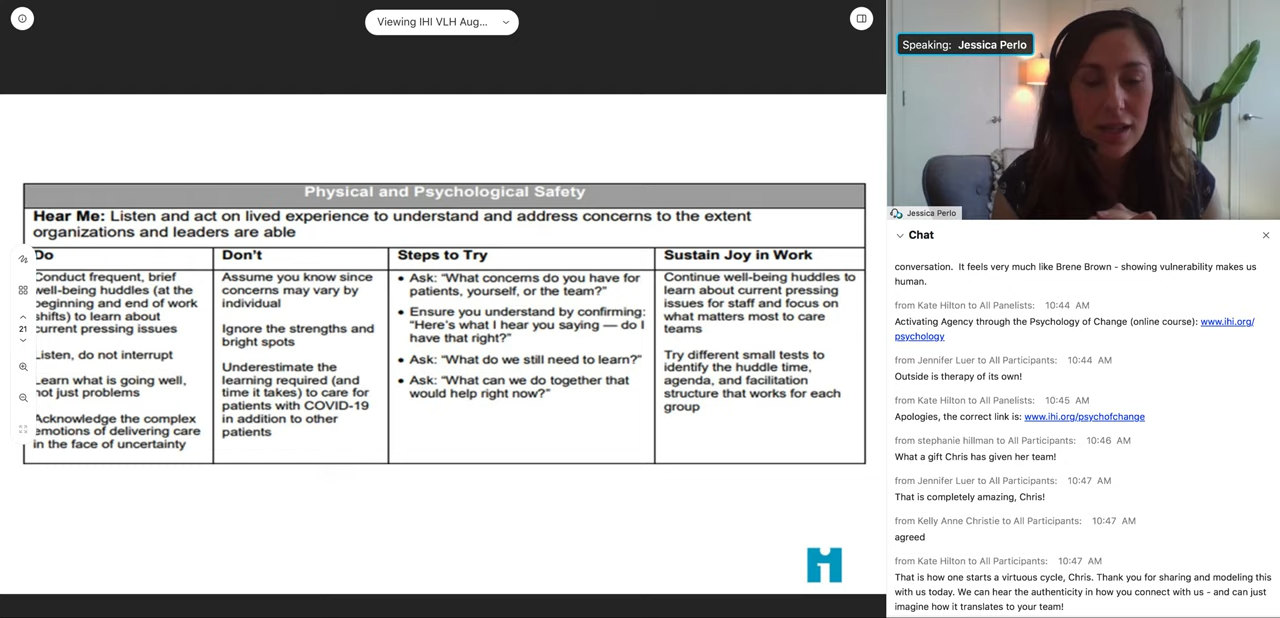 Viewing IHI VLH Aug...
Speaking: Jessica Perlo
Jessica Perlo
Physical and Psychological Safety
Hear Me: Listen and act on lived experience to understand and address concerns to the extent
organizations and leaders are able
Do
Conduct frequent, brief
well-being huddles (at the
beginning and end of work
shifts) to learn about
current pressing issues
Listen, do not interrupt
Learn what is going well,
not just problems
Acknowledge the complex
emotions of delivering care
in the face of uncertainty
Don't
Assume you know since
concerns may vary by
individual
Ignore the strengths and
bright spots
Underestimate the
learning required (and
time it takes) to care for
patients with COVID-19
in addition to other
patients
Steps to Try
• Ask: “What concerns do you have for
patients, yourself, or the team?”
• Ensure you understand by confirming:
“Here's what I hear you saying — do I
have that right?”
• Ask: “What do we still need to learn?”
• Ask: “What can we do together that
would help right now?”
Sustain Joy in Work
Continue well-being huddles to
learn about current pressing
issues for staff and focus on
what matters most to care
teams
Try different small tests to
identify the huddle time,
agenda, and facilitation
structure that works for each
group
21
Chat
conversation. It feels very much like Brene Brown - showing vulnerability makes us
human.
from Kate Hilton to All Panelists: 10:44 AM
Activating Agency through the Psychology of Change (online course): www.ihi.org/
psychology
from Jennifer Luer to All Participants: 10:44 AM
Outside is therapy of its own!
from Kate Hilton to All Panelists: 10:45 AM
Apologies, the correct link is: www.ihi.org/psychofchange
from stephanie hillman to All Participants: 10:46 AM
What a gift Chris has given her team!
from Jennifer Luer to All Participants: 10:47 AM
That is completely amazing, Chris!
from Kelly Anne Christie to All Participants: 10:47 AM
agreed
from Kate Hilton to All Participants: 10:47 AM
That is how one starts a virtuous cycle, Chris. Thank you for sharing and modeling this
with us today. We can hear the authenticity in how you connect with us - and can just
imagine how it translates to your team!